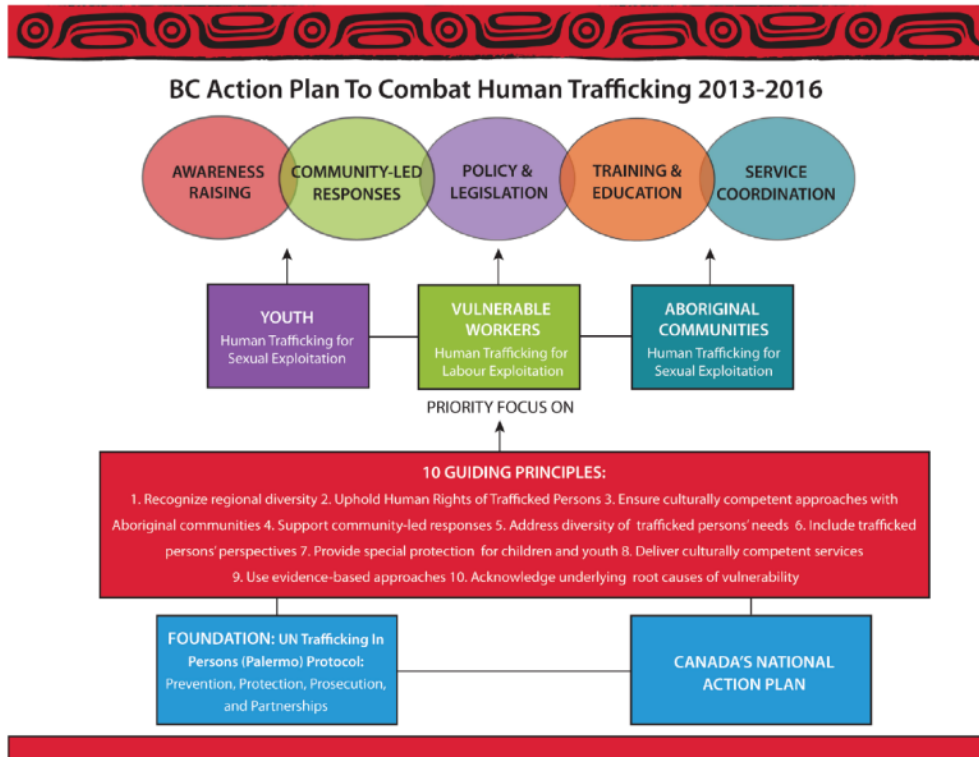 BC Action Plan To Combat Human Trafficking 2013-2016
AWARENESS
RAISING
COMMUNITY-LED
RESPONSES
POLICY &
LEGISLATION
TRAINING &
EDUCATION
SERVICE
COORDINATION
YOUTH
Human Trafficking for
Sexual Exploitation
VULNERABLE
WORKERS
Human Trafficking for
Labour Exploitation
ABORIGINAL
COMMUNITIES
Human Trafficking for
Sexual Exploitation
PRIORITY FOCUS ON
10 GUIDING PRINCIPLES:
1. Recognize regional diversity 2. Uphold Human Rights of Trafficked Persons 3. Ensure culturally competent approaches with
Aboriginal communities 4. Support community-led responses 5. Address diversity of trafficked persons' needs 6. Include trafficked
persons' perspectives 7. Provide special protection for children and youth 8. Deliver culturally competent services
9. Use evidence-based approaches 10. Acknowledge underlying root causes of vulnerability
FOUNDATION: UN Trafficking In
Persons (Palermo) Protocol:
Prevention, Protection, Prosecution,
and Partnerships
CANADA'S NATIONAL
ACTION PLAN